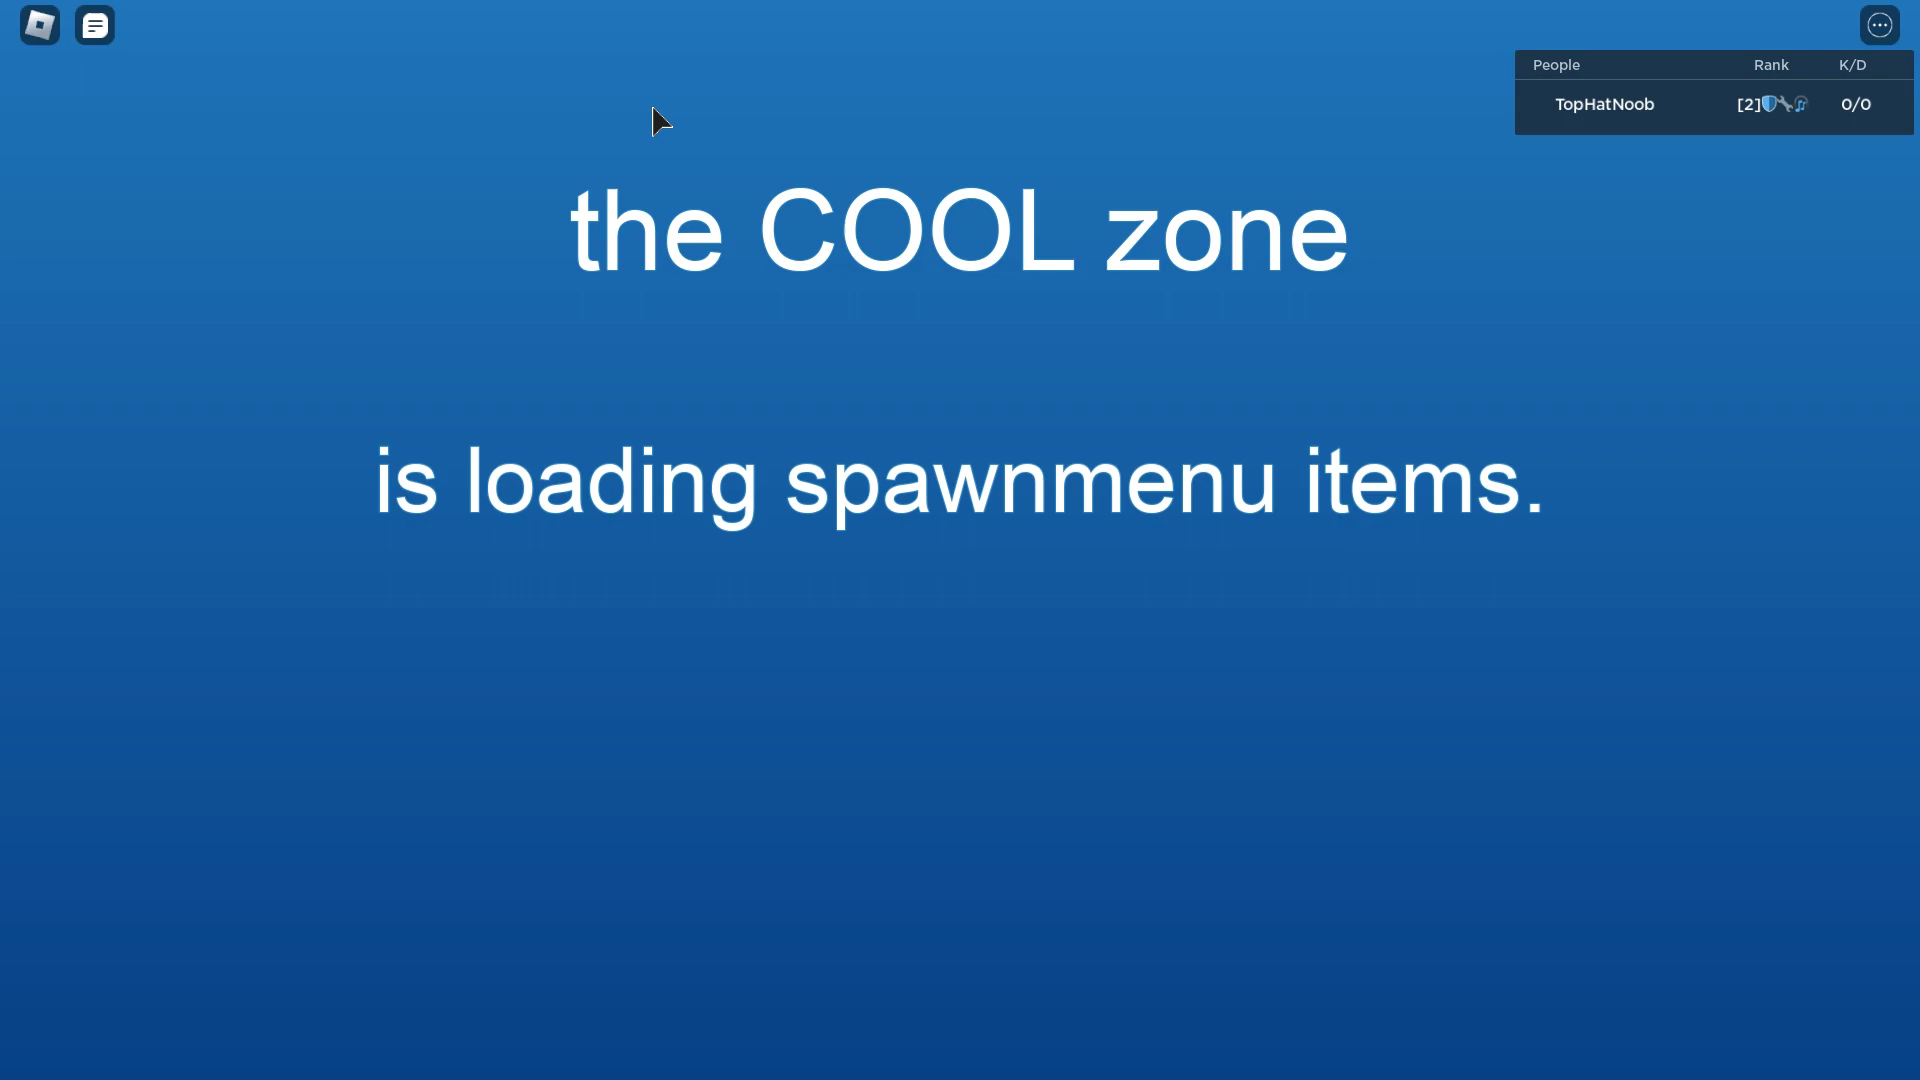 People Rank K/D
TopHatNoob [2] 0/0
the COOL zone
is loading spawnmenu items.